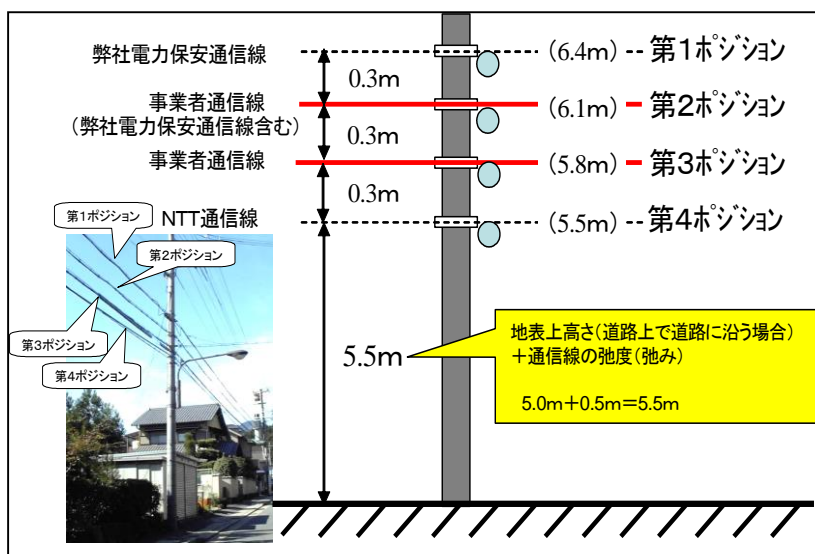 弊社電力保安通信線
(6.4m)
第1ポジション
0.3m
事業者通信線
(弊社電力保安通信線含む)
(6.1m)
第2ポジション
0.3m
事業者通信線
(5.8m)
第3ポジション
0.3m
NTT通信線
(5.5m)
第4ポジション
第1ポジション
第2ポジション
第3ポジション
第4ポジション
5.5m
地表上高さ(道路上で道路に沿う場合)
+通信線の弛度(弛み)
5.0m+0.5m=5.5m